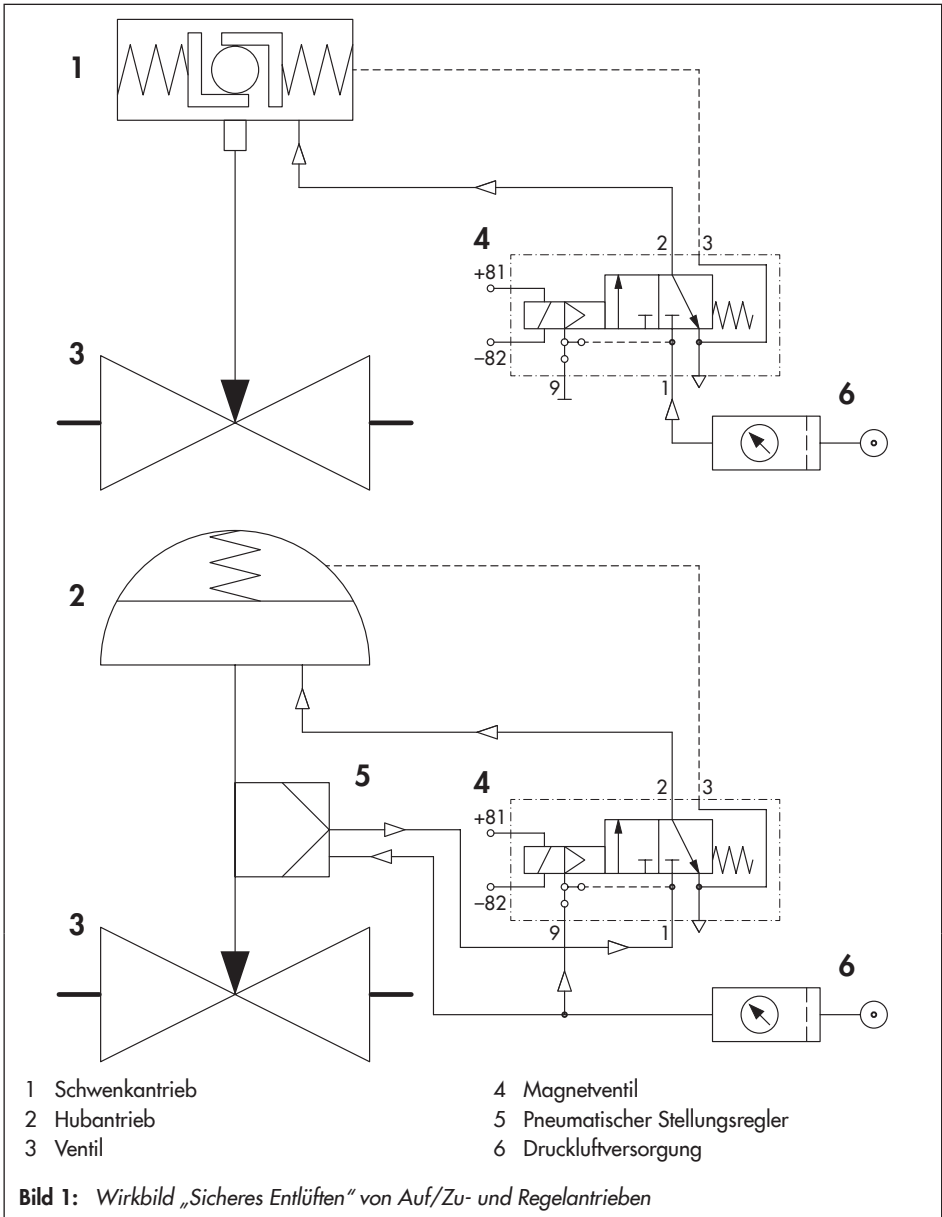 1
2 3
4
+81
–82
9 1
3
6
2
5
2 3
4
+81
–82
9 1
3
6
1 Schwenkantrieb
2 Hubantrieb
3 Ventil
4 Magnetventil
5 Pneumatischer Stellungsregler
6 Druckluftversorgung
Bild 1: Wirkbild „Sicheres Entlüften“ von Auf/Zu- und Regelantrieben